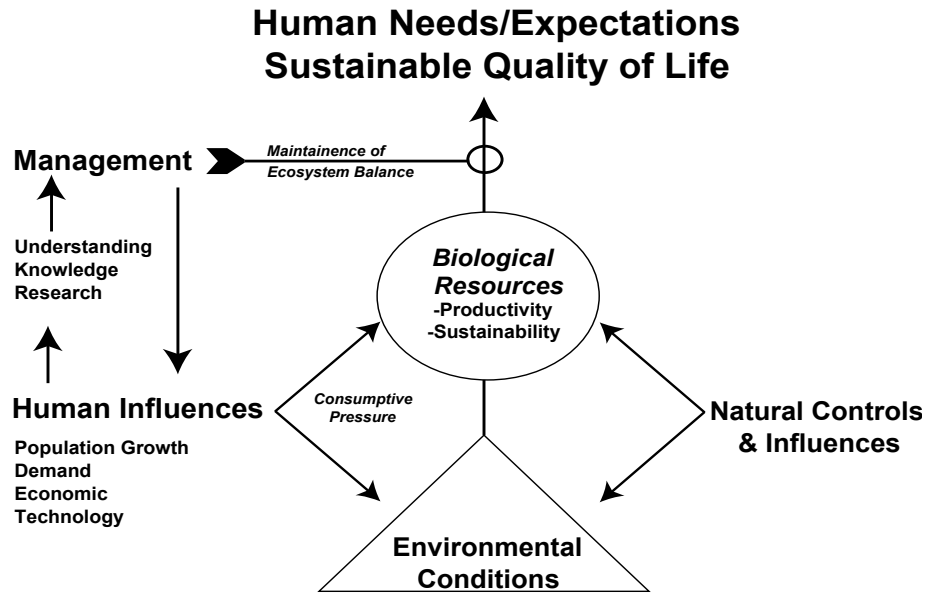 Human Needs/Expectations
Sustainable Quality of Life
Management
Maintainence of
Ecosystem Balance
Understanding
Knowledge
Research
Biological
Resources
-Productivity
-Sustainability
Human Influences
Population Growth
Demand
Economic
Technology
Consumptive
Pressure
Natural Controls
& Influences
Environmental
Conditions